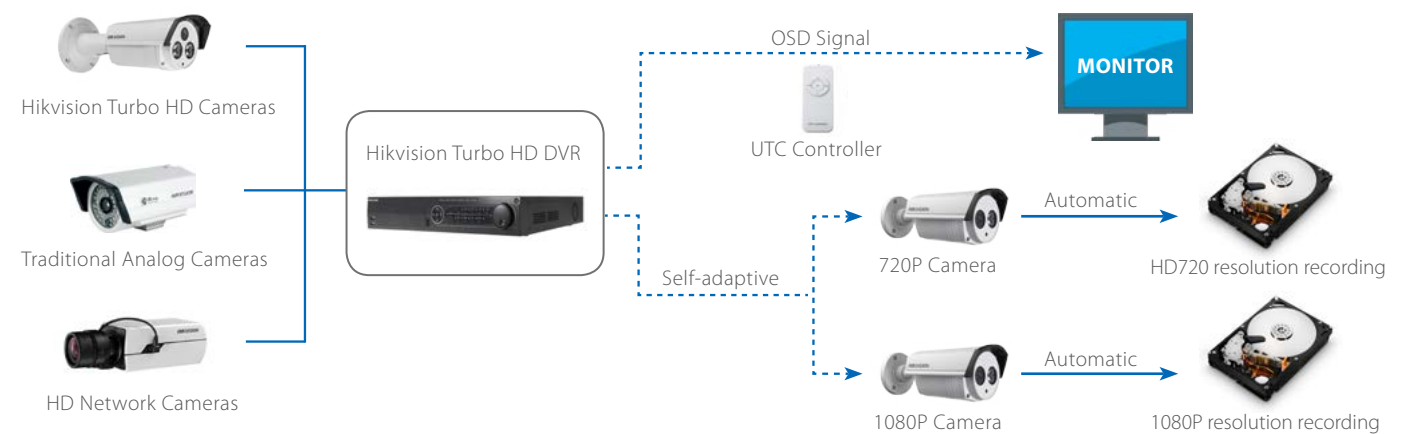 Hikvision Turbo HD Cameras
Traditional Analog Cameras
HD Network Cameras
Hikvision Turbo HD DVR
OSD Signal
UTC Controller
MONITOR
Self-adaptive
720P Camera
Automatic
HD720 resolution recording
1080P Camera
Automatic
1080P resolution recording